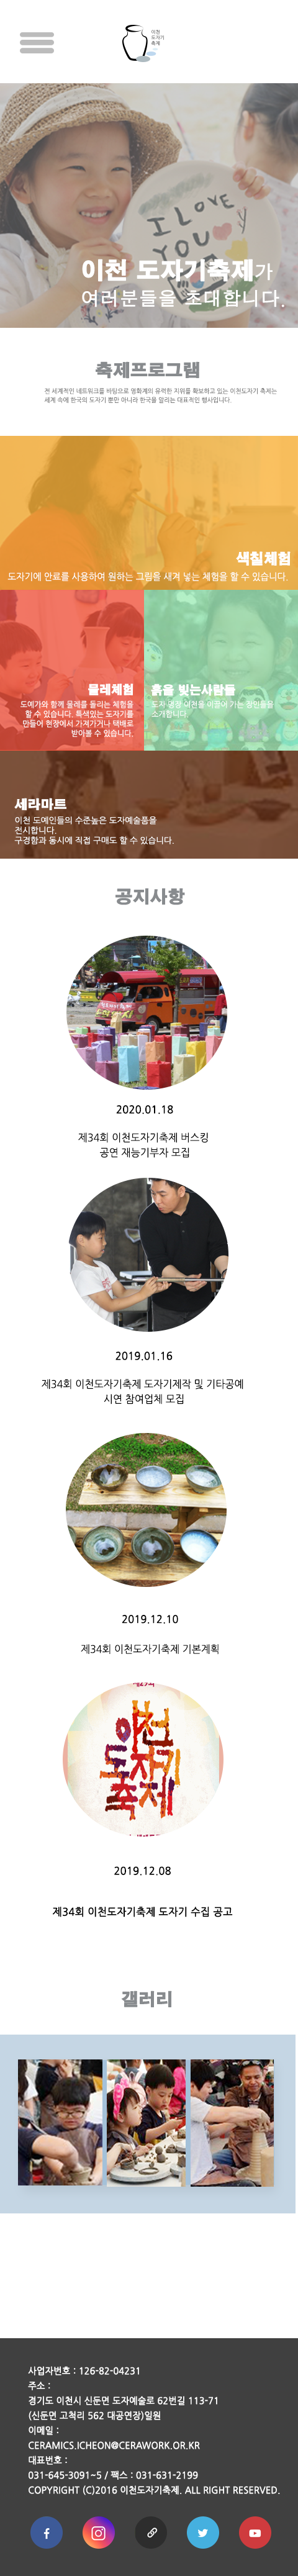 이천
도자기
축제
I LOVE
YOU
이천 도자기축제가
여러분들을 초대합니다.
축제프로그램
전 세계적인 네트워크를 바탕으로 명확계의 유력한 지위를 확보하고 있는 이천도자기 축제는
세계 속에 한국의 도자기 뿐만 아니라 한국을 알리는 대표적인 행사입니다.
색칠체험
도자기에 안료를 사용하여 원하는 그림을 새겨 넣는 체험을 할 수 있습니다.
물레체험
도예가와 함께 물레를 돌리는 체험을
할 수 있습니다. 특색있는 도자기를
만들어 현장에서 가져기거나 택배로
받아볼 수 있습니다.
흙을 빚는사람들
도자 명장 이천을 이끌어 가는 장인들을
소개합니다.
세라마트
이천 도예인들의 수준높은 도자예술품을
전시합니다.
구경함과 동시에 직접 구매도 할 수 있습니다.
공지사항
2020.01.18
제34회 이천도자기축제 버스킹
공연 재능기부자 모집
2019.01.16
제34회 이천도자기축제 도자기제작 및 기타공예
시연 참여업체 모집
2019.12.10
제34회 이천도자기축제 기본계획
이천
도자기
축제
2019.12.08
제34회 이천도자기축제 도자기 수집 공고
갤러리
사업자번호 : 126-82-04231
주소 :
경기도 이천시 신둔면 도자예술로 62번길 113-71
(신둔면 고척리 562 대공연장)일원
이메일 :
CERAMICS.ICHEON@CERAWORK.OR.KR
대표번호 :
031-645-3091~5 / 팩스 : 031-631-2199
COPYRIGHT (C)2016 이천도자기축제. ALL RIGHT RESERVED.